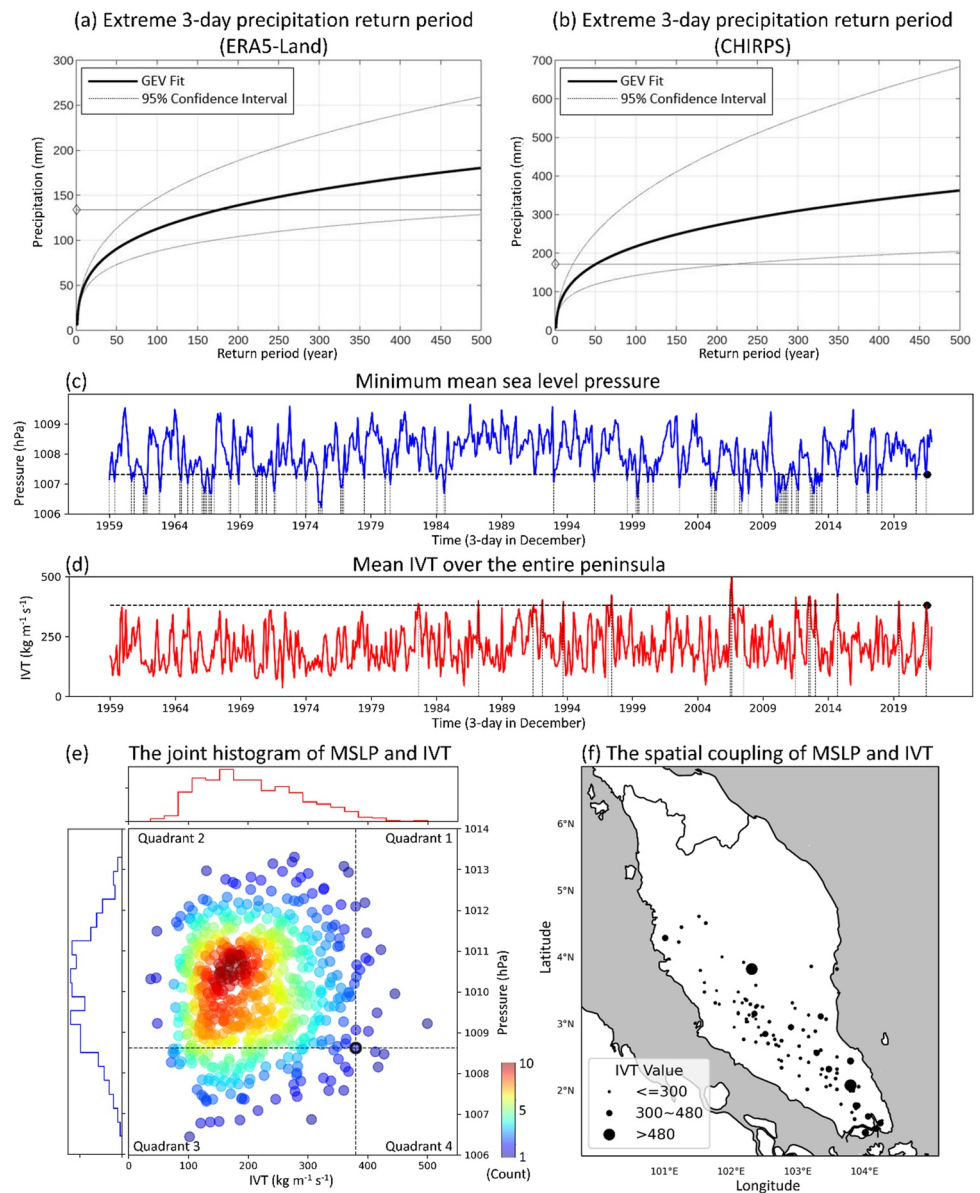 (a) Extreme 3-day precipitation return period
(ERA5-Land)
300
250
200
150
100
50
0
Precipitation (mm)
GEV Fit
95% Confidence Interval
0 50 100 150 200 250 300 350 400 450 500
Return period (year)
(b) Extreme 3-day precipitation return period
(CHIRPS)
700
600
500
400
300
200
100
0
Precipitation (mm)
GEV Fit
95% Confidence Interval
0 50 100 150 200 250 300 350 400 450 500
Return period (year)
(c) Minimum mean sea level pressure
Pressure (hPa)
1009
1008
1007
1006
1959 1964 1969 1974 1979 1984 1989 1994 1999 2004 2009 2014 2019
Time (3-day in December)
(d) Mean IVT over the entire peninsula
IVT (kg m⁻¹ s⁻¹)
500
250
0
1959 1964 1969 1974 1979 1984 1989 1994 1999 2004 2009 2014 2019
Time (3-day in December)
(e) The joint histogram of MSLP and IVT
Quadrant 2 Quadrant 1
Quadrant 3 Quadrant 4
1014
1013
1012
1011
1010
1009
1008
1007
1006
Pressure (hPa)
10
5
1
(Count)
0 100 200 300 400 500
IVT (kg m⁻¹ s⁻¹)
(f) The spatial coupling of MSLP and IVT
6°N
5°N
4°N
3°N
2°N
Latitude
IVT Value
<=300
300~480
>480
101°E 102°E 103°E 104°E
Longitude